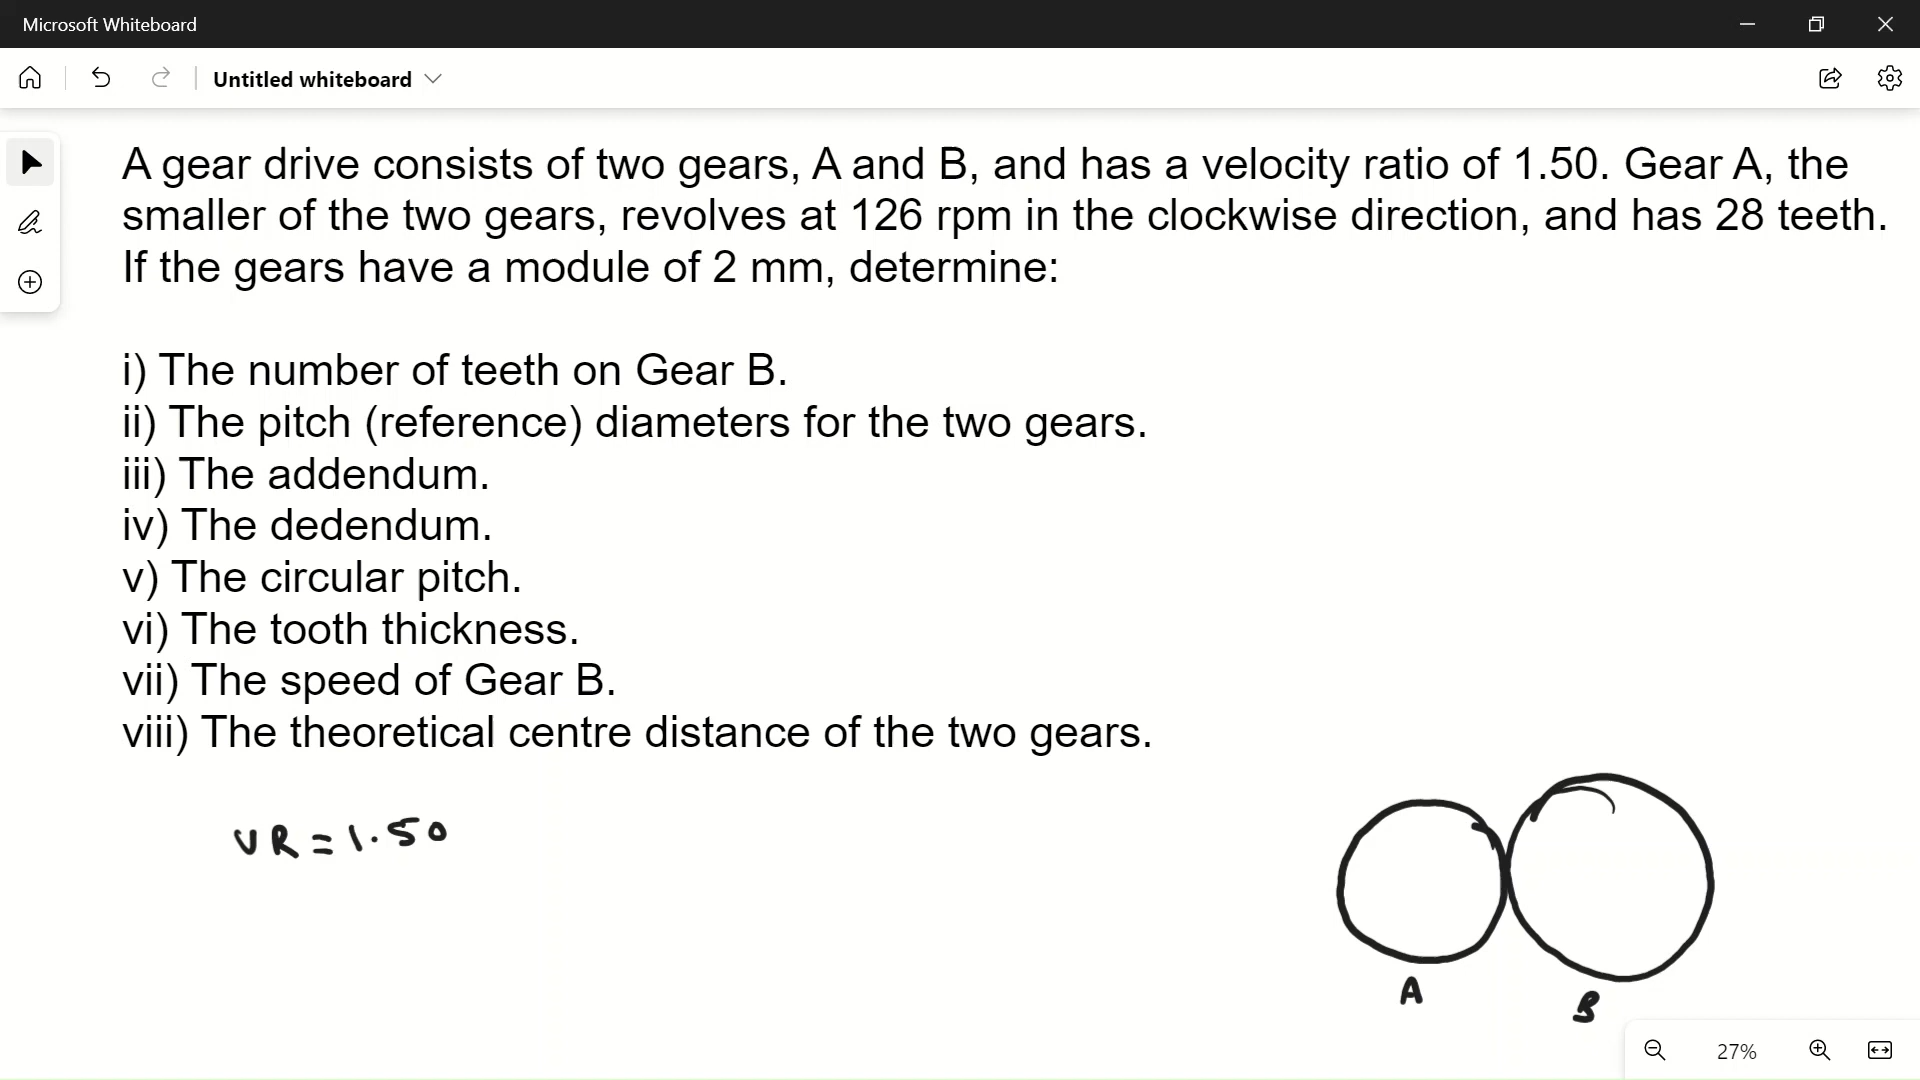 Microsoft Whiteboard
Untitled whiteboard
A gear drive consists of two gears, A and B, and has a velocity ratio of 1.50. Gear A, the
smaller of the two gears, revolves at 126 rpm in the clockwise direction, and has 28 teeth.
If the gears have a module of 2 mm, determine:
i) The number of teeth on Gear B.
ii) The pitch (reference) diameters for the two gears.
iii) The addendum.
iv) The dedendum.
v) The circular pitch.
vi) The tooth thickness.
vii) The speed of Gear B.
viii) The theoretical centre distance of the two gears.
VR = 1.50
A
B
27%